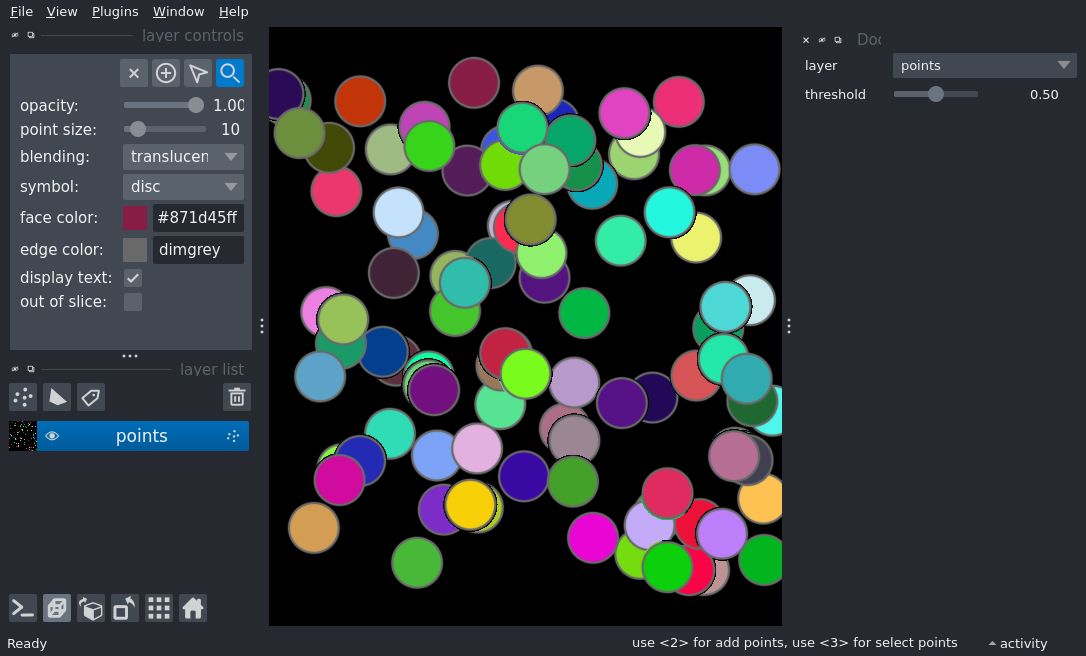 File View Plugins Window Help
layer controls
opacity: 1.00
point size: 10
blending: translucen
symbol: disc
face color: #871d45ff
edge color: dimgrey
display text:
out of slice:
layer list
points
Doc
layer points
threshold 0.50
Ready
use <2> for add points, use <3> for select points
activity